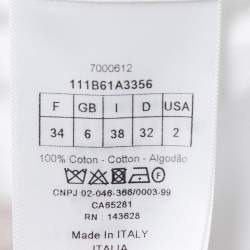 7000612
111B61A3356
F GB I D USA
34 6 38 32 2
100% Coton - Cotton - Algodão
CNPJ 02-046-366/0003-99
CA65281
RN : 143628
Made in ITALY
ITALIA